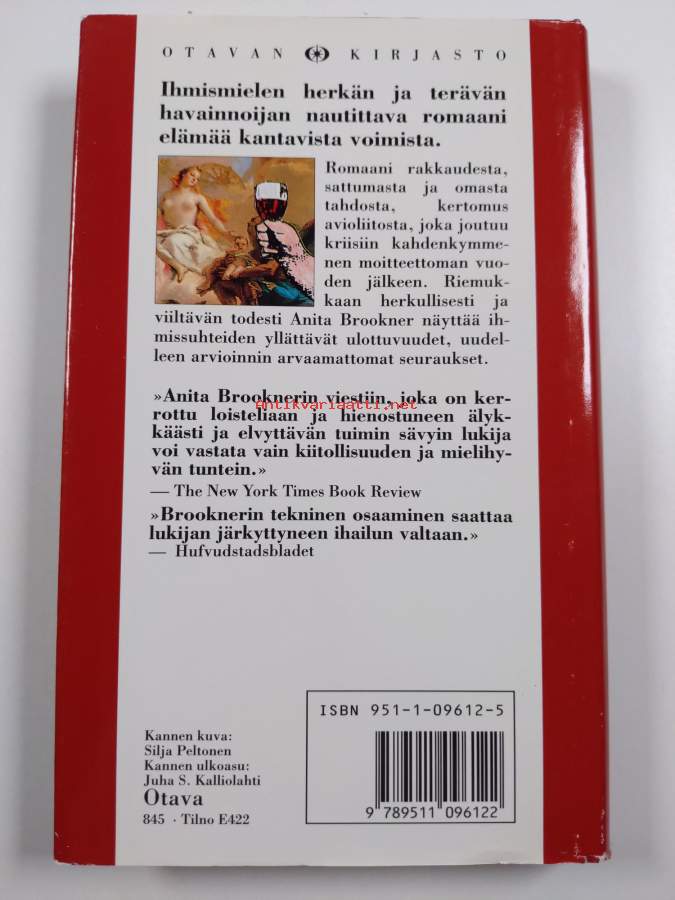 OTAVAN KIRJASTO
Ihmismielen herkän ja terävän
havainnoijan nautittava romaani
elämää kantavista voimista.
Romaani rakkaudesta,
sattumasta ja omasta
tahdosta, kertomus
avioliitosta, joka joutuu
kriisiin kahdenkymme-
nen moitteettoman vuo-
den jälkeen. Riemuk-
kaan herkullisesti ja
viiltävän todesti Anita Brookner näyttää ih-
missuhteiden yllättävät ulottuvuudet, uudel-
leen arvioinnin arvaamattomat seuraukset.
»Anita Brooknerin viestiin, joka on ker-
Antikvariaatti.net
rottu loisteliaan ja hienostuneen älyk-
käästi ja elvyttävän tuimin sävyin lukija
voi vastata vain kiitollisuuden ja mielihy-
vän tuntein.»
— The New York Times Book Review
»Brooknerin tekninen osaaminen saattaa
lukijan järkyttyneen ihailun valtaan.»
— Hufvudstadsbladet
ISBN 951-1-09612-5
Kannen kuva:
Silja Peltonen
Kannen ulkoasu:
Juha S. Kalliolahti
Otava
845 · Tilno E422
9 789511 096122